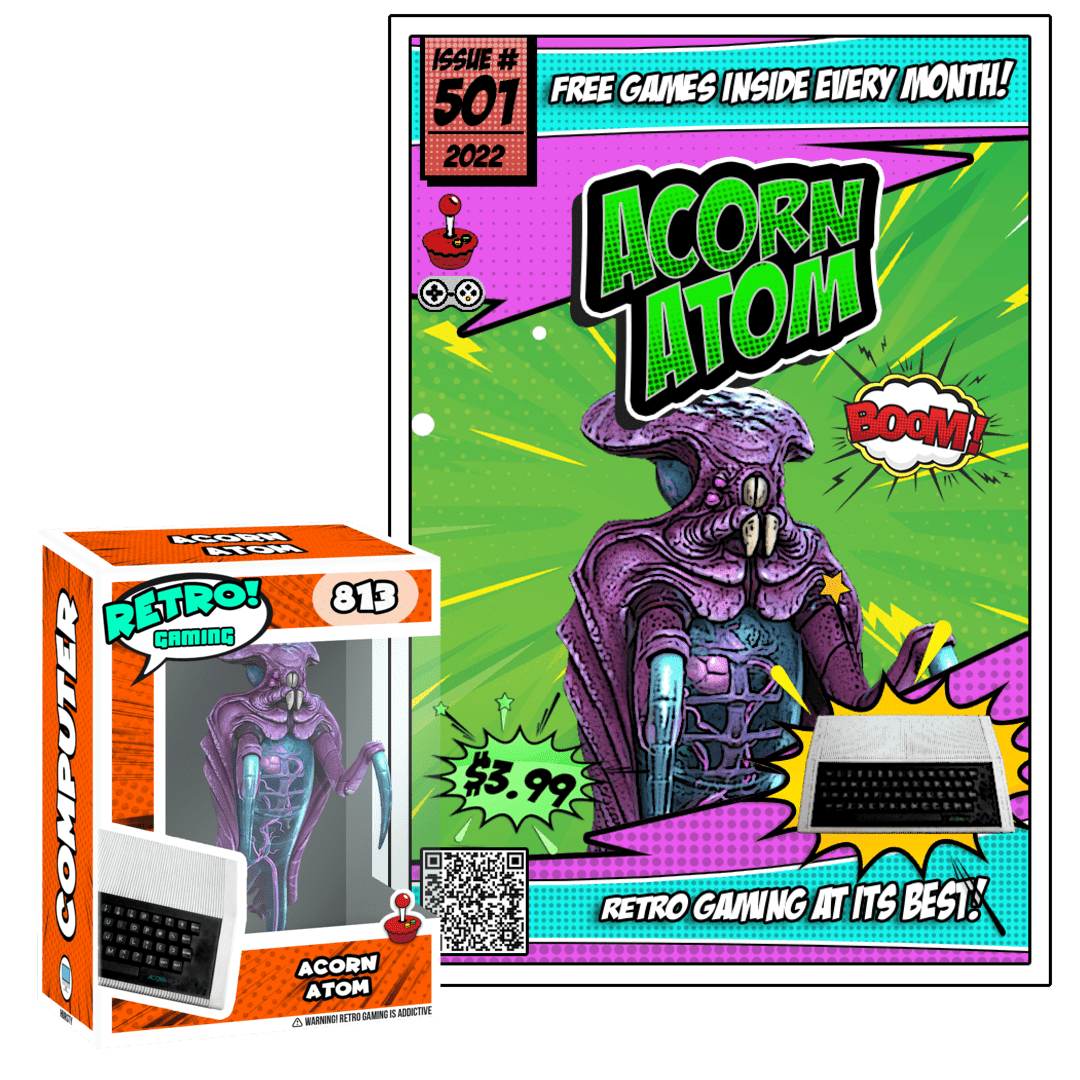 ISSUE #
501
2022
FREE GAMES INSIDE EVERY MONTH!
ACORN
ATOM
BOOM!
$3.99
RETRO GAMING AT ITS BEST!
ACORN
ATOM
RETRO!
GAMING
813
COMPUTER
ACORN
ATOM
WARNING! RETRO GAMING IS ADDICTIVE
HURSTY